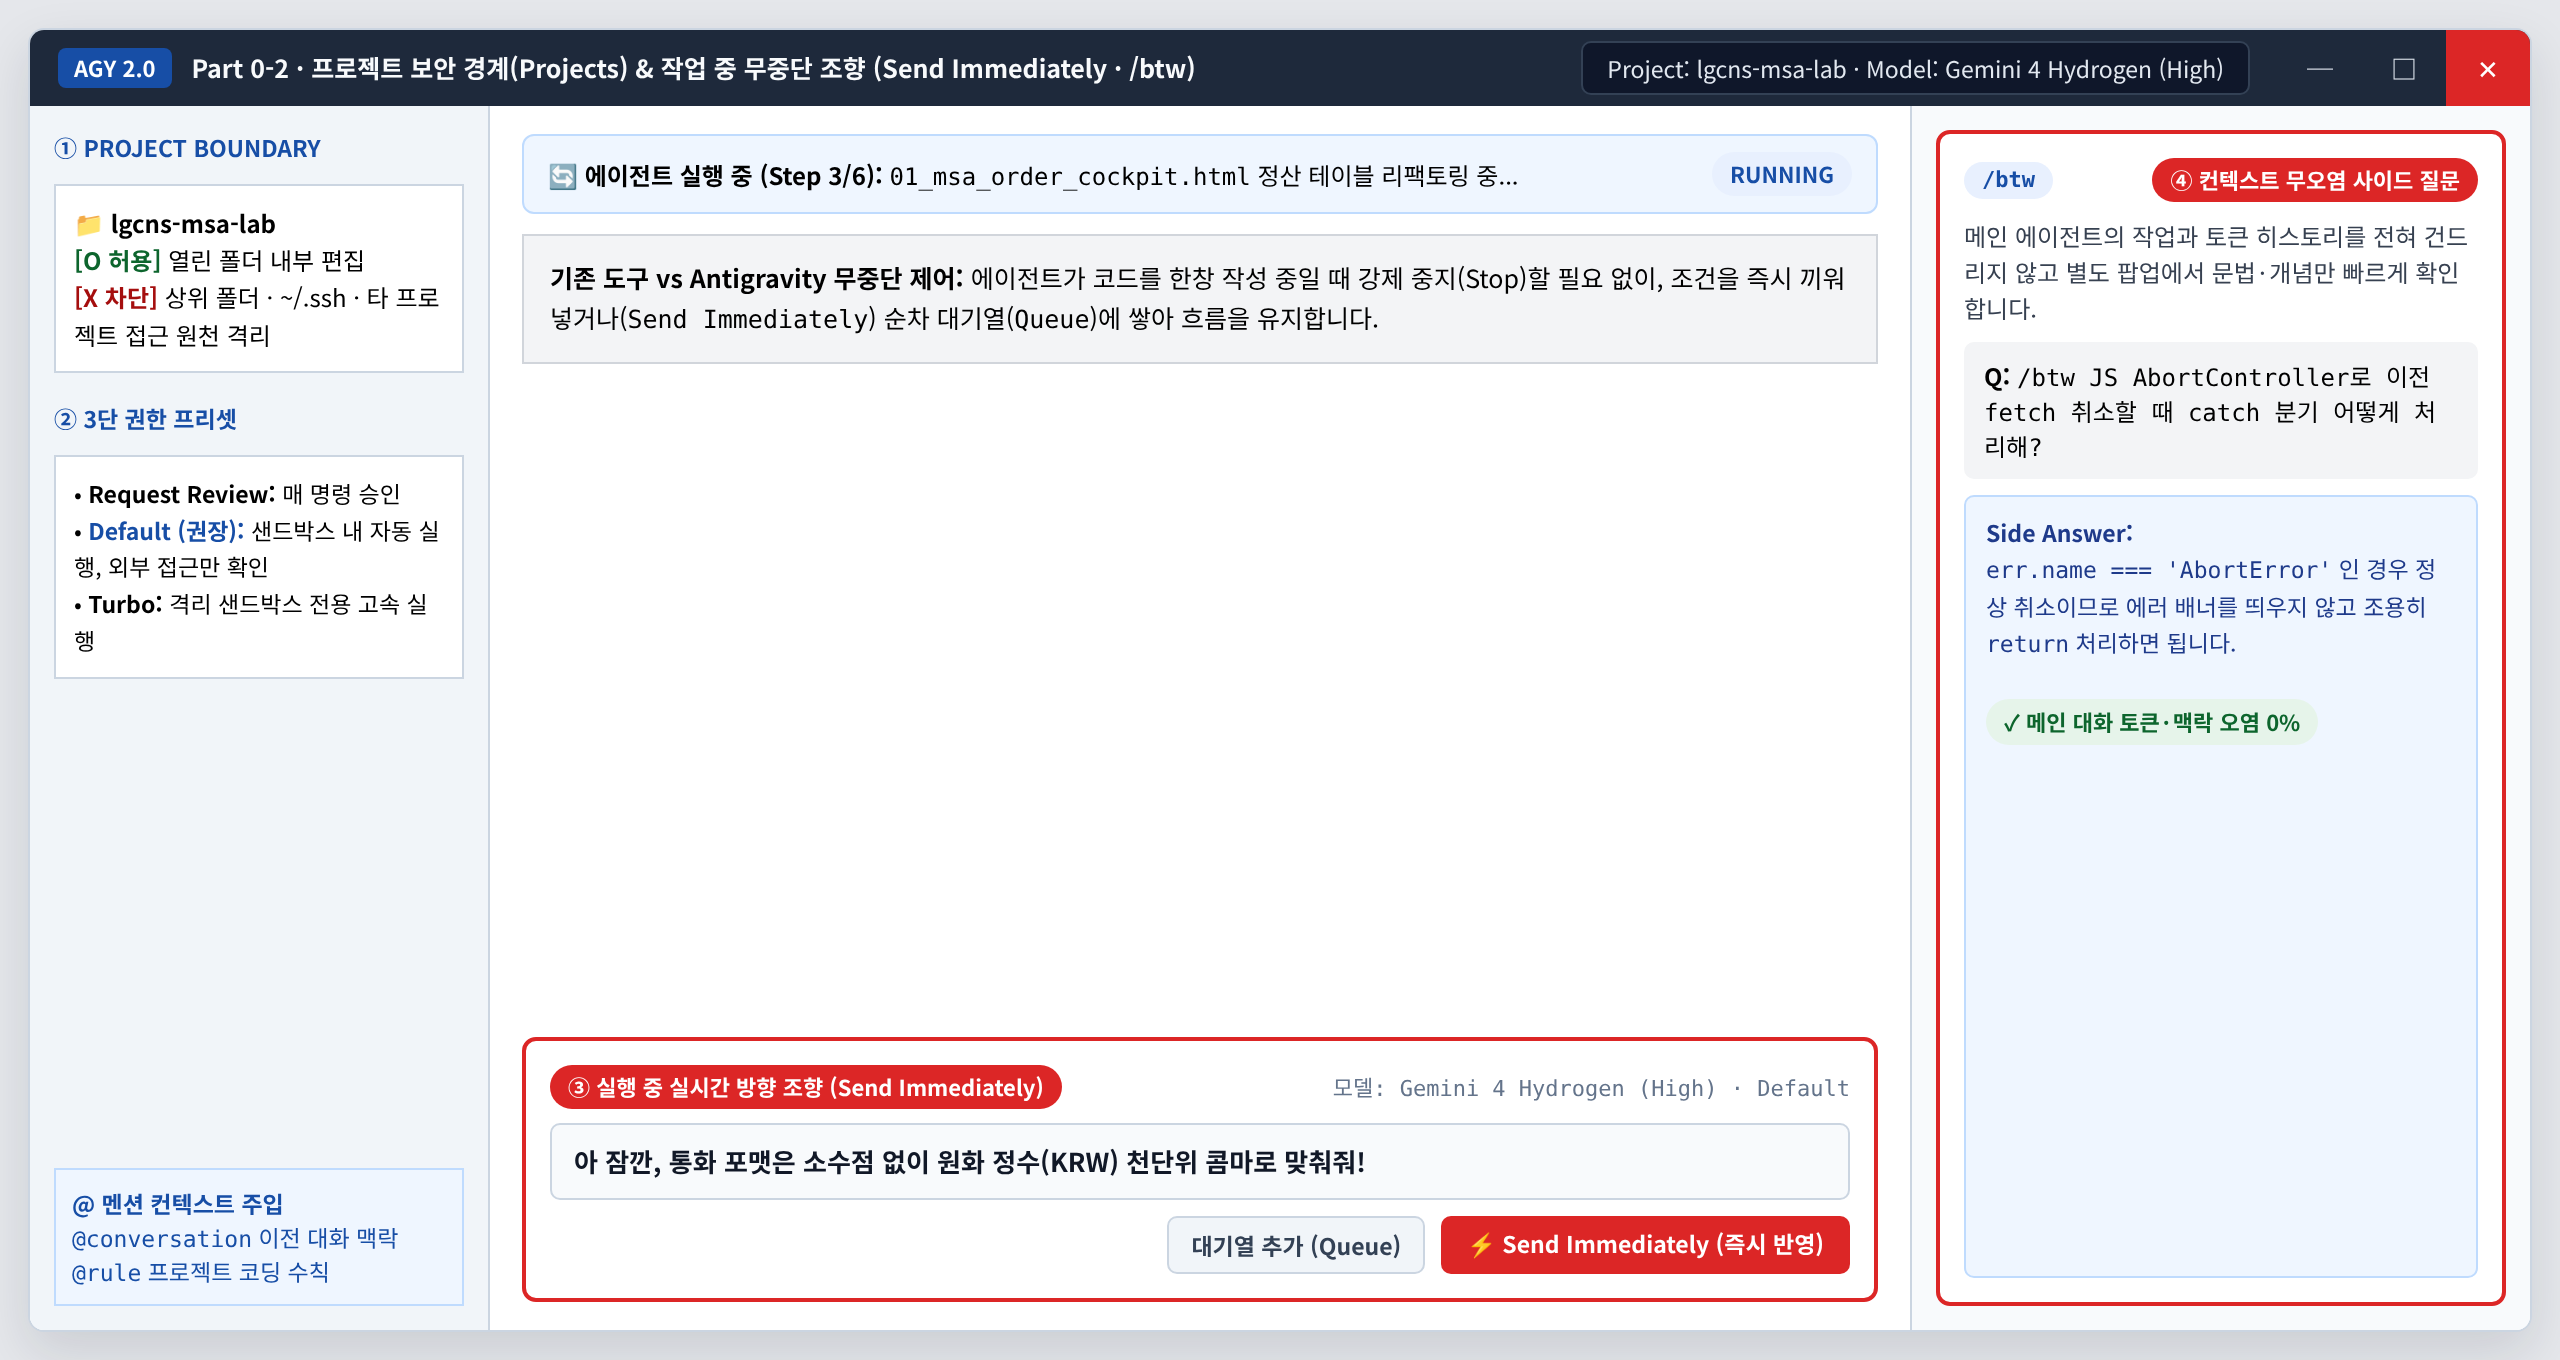 AGY 2.0 Part 0-2 · 프로젝트 보안 경계(Projects) & 작업 중 무중단 조향 (Send Immediately · /btw)
Project: lgcns-msa-lab · Model: Gemini 4 Hydrogen (High)
① PROJECT BOUNDARY
📁 lgcns-msa-lab
[O 허용] 열린 폴더 내부 편집
[X 차단] 상위 폴더 · ~/.ssh · 타 프로
젝트 접근 원천 격리
② 3단 권한 프리셋
• Request Review: 매 명령 승인
• Default (권장): 샌드박스 내 자동 실
행, 외부 접근만 확인
• Turbo: 격리 샌드박스 전용 고속 실
행
@ 멘션 컨텍스트 주입
@conversation 이전 대화 맥락
@rule 프로젝트 코딩 수칙
🔄 에이전트 실행 중 (Step 3/6): 01_msa_order_cockpit.html 정산 테이블 리팩토링 중...
RUNNING
기존 도구 vs Antigravity 무중단 제어: 에이전트가 코드를 한창 작성 중일 때 강제 중지(Stop)할 필요 없이, 조건을 즉시 끼워
넣거나(Send Immediately) 순차 대기열(Queue)에 쌓아 흐름을 유지합니다.
③ 실행 중 실시간 방향 조향 (Send Immediately)
모델: Gemini 4 Hydrogen (High) · Default
아 잠깐, 통화 포맷은 소수점 없이 원화 정수(KRW) 천단위 콤마로 맞춰줘!
대기열 추가 (Queue)
⚡ Send Immediately (즉시 반영)
/btw
④ 컨텍스트 무오염 사이드 질문
메인 에이전트의 작업과 토큰 히스토리를 전혀 건드
리지 않고 별도 팝업에서 문법·개념만 빠르게 확인
합니다.
Q: /btw JS AbortController로 이전
fetch 취소할 때 catch 분기 어떻게 처
리해?
Side Answer:
err.name === 'AbortError' 인 경우 정
상 취소이므로 에러 배너를 띄우지 않고 조용히
return 처리하면 됩니다.
✓ 메인 대화 토큰·맥락 오염 0%